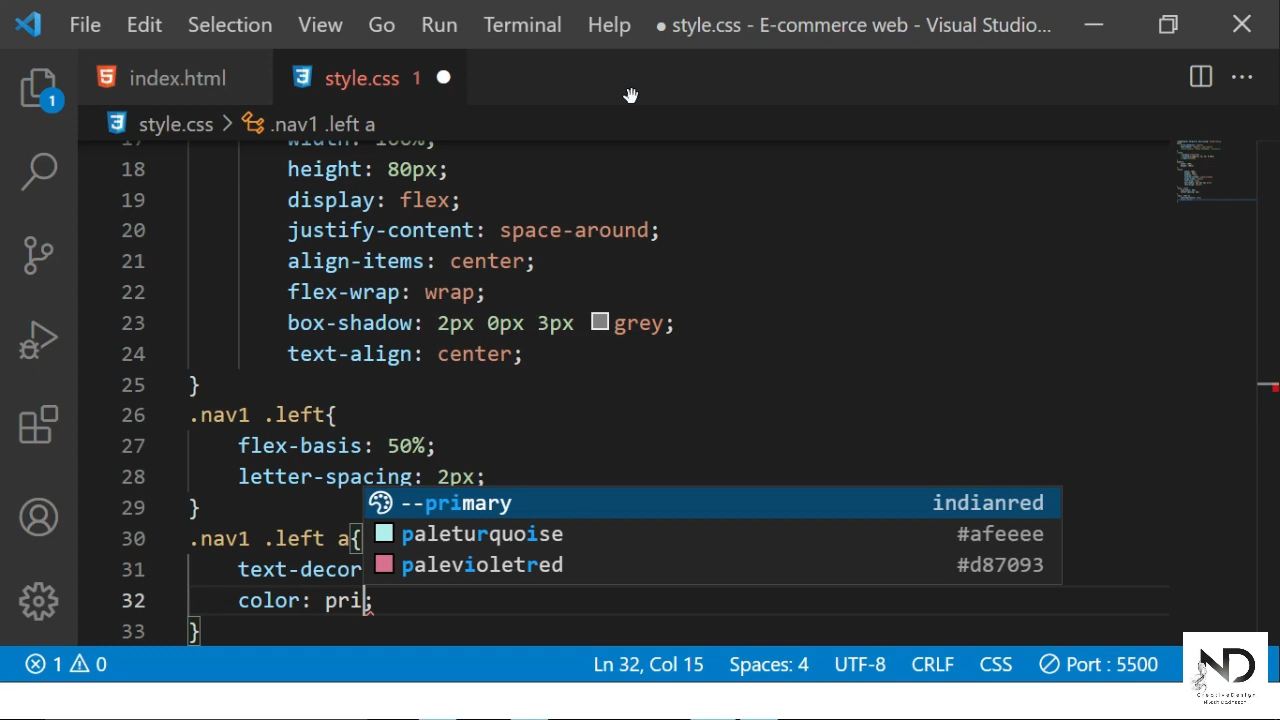 File Edit Selection View Go Run Terminal Help ● style.css - E-commerce web - Visual Studio...
index.html style.css 1
style.css > .nav1 .left a
1
17 width: 100%;
18 height: 80px;
19 display: flex;
20 justify-content: space-around;
21 align-items: center;
22 flex-wrap: wrap;
23 box-shadow: 2px 0px 3px grey;
24 text-align: center;
25 }
26 .nav1 .left{
27 flex-basis: 50%;
28 letter-spacing: 2px;
29 }
--primary indianred
30 .nav1 .left a{
paleturquoise #afeeee
31 text-decor
palevioletred #d87093
32 color: pri;
33 }
1 0 Ln 32, Col 15 Spaces: 4 UTF-8 CRLF CSS Port : 5500
ND
CreativeDesign